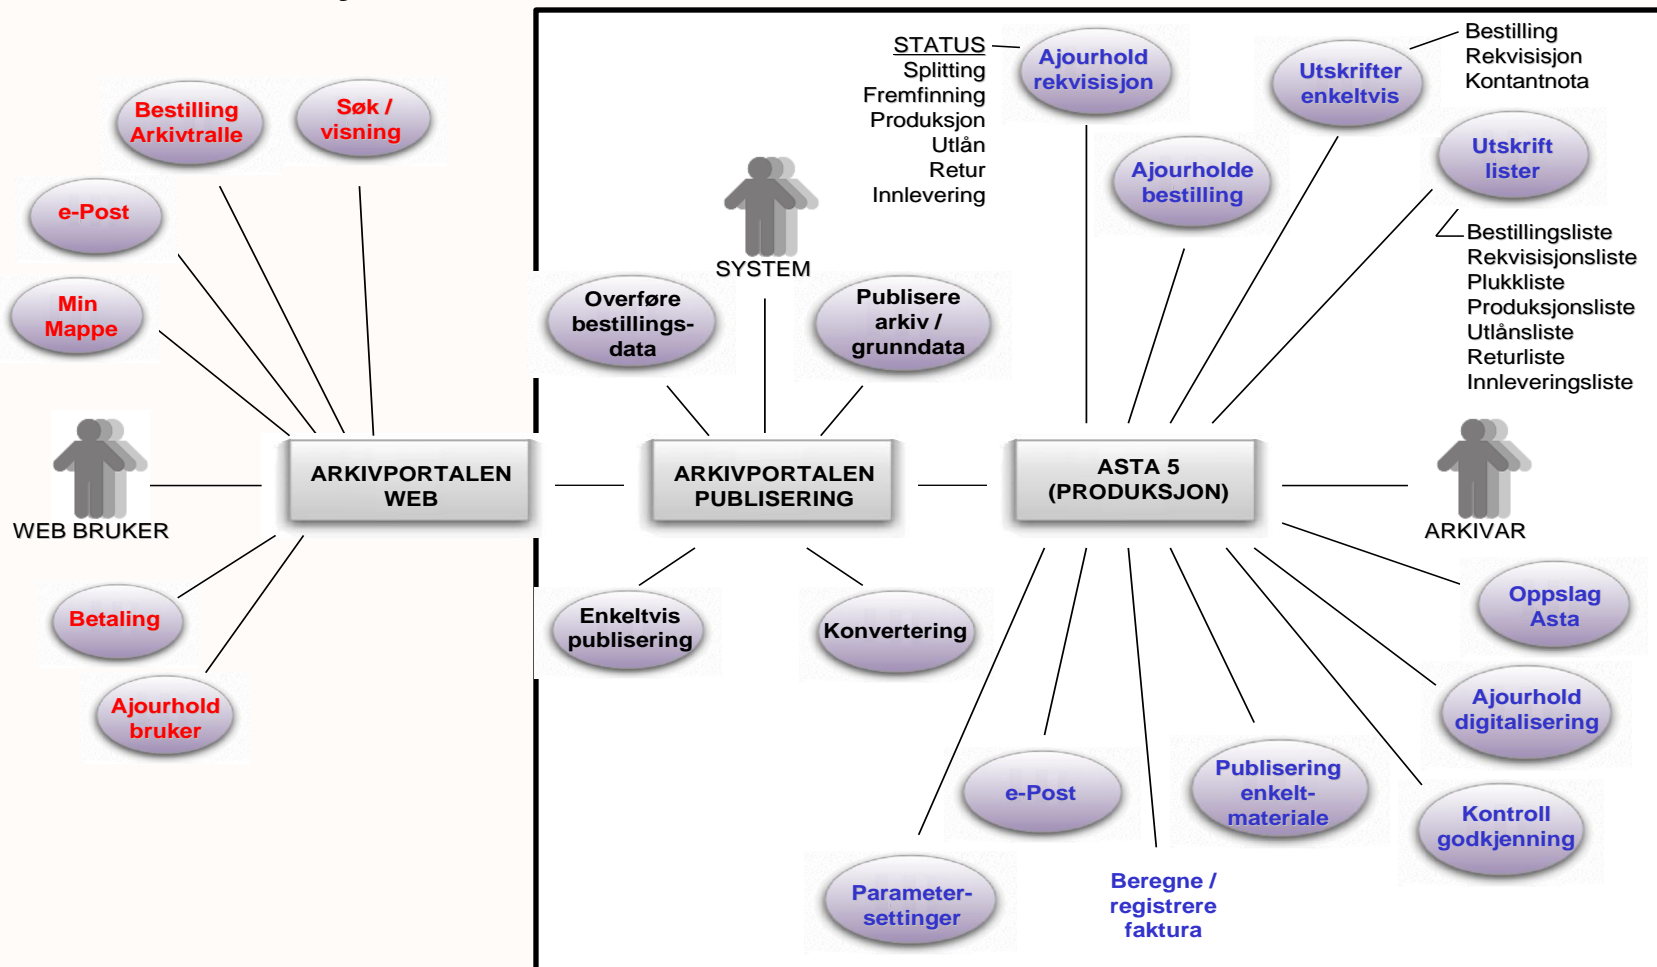 Bestilling
Arkivtralle
Søk /
visning
e-Post
Min
Mappe
WEB BRUKER
ARKIVPORTALEN
WEB
Betaling
Ajourhold
bruker
STATUS
Splitting
Fremfinning
Produksjon
Utlån
Retur
Innlevering
Ajourhold
rekvisisjon
Utskrifter
enkeltvis
Bestilling
Rekvisisjon
Kontantnota
Ajourholde
bestilling
Utskrift
lister
Bestillingsliste
Rekvisisjonsliste
Plukkliste
Produksjonsliste
Utlånsliste
Returliste
Innleveringsliste
SYSTEM
Overføre
bestillings-
data
Publisere
arkiv /
grunndata
ARKIVPORTALEN
PUBLISERING
ASTA 5
(PRODUKSJON)
ARKIVAR
Enkeltvis
publisering
Konvertering
Oppslag
Asta
Ajourhold
digitalisering
Kontroll
godkjenning
Publisering
enkelt-
materiale
e-Post
Parameter-
settinger
Beregne /
registrere
faktura